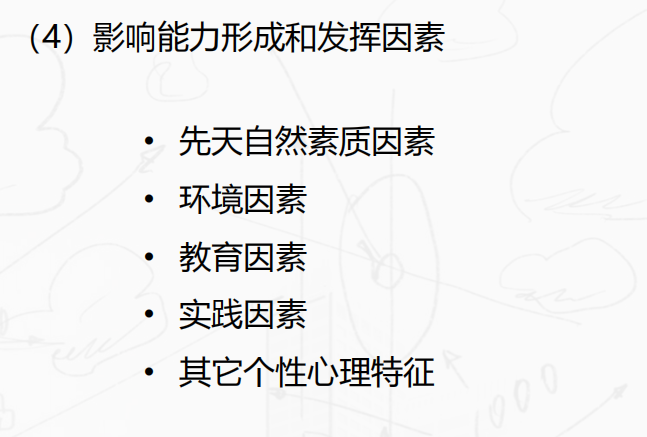 （4）影响能力形成和发挥因素
• 先天自然素质因素
• 环境因素
• 教育因素
• 实践因素
• 其它个性心理特征